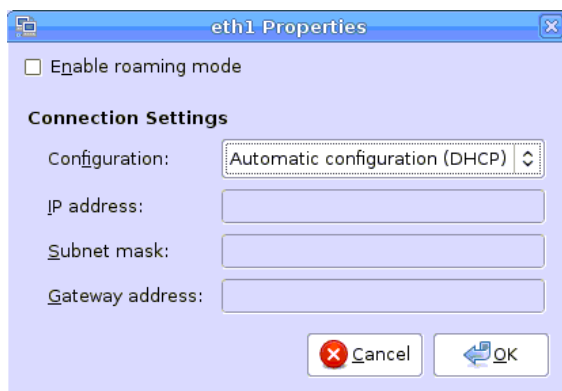 eth1 Properties
Enable roaming mode
Connection Settings
Configuration: Automatic configuration (DHCP)
IP address:
Subnet mask:
Gateway address:
Cancel OK